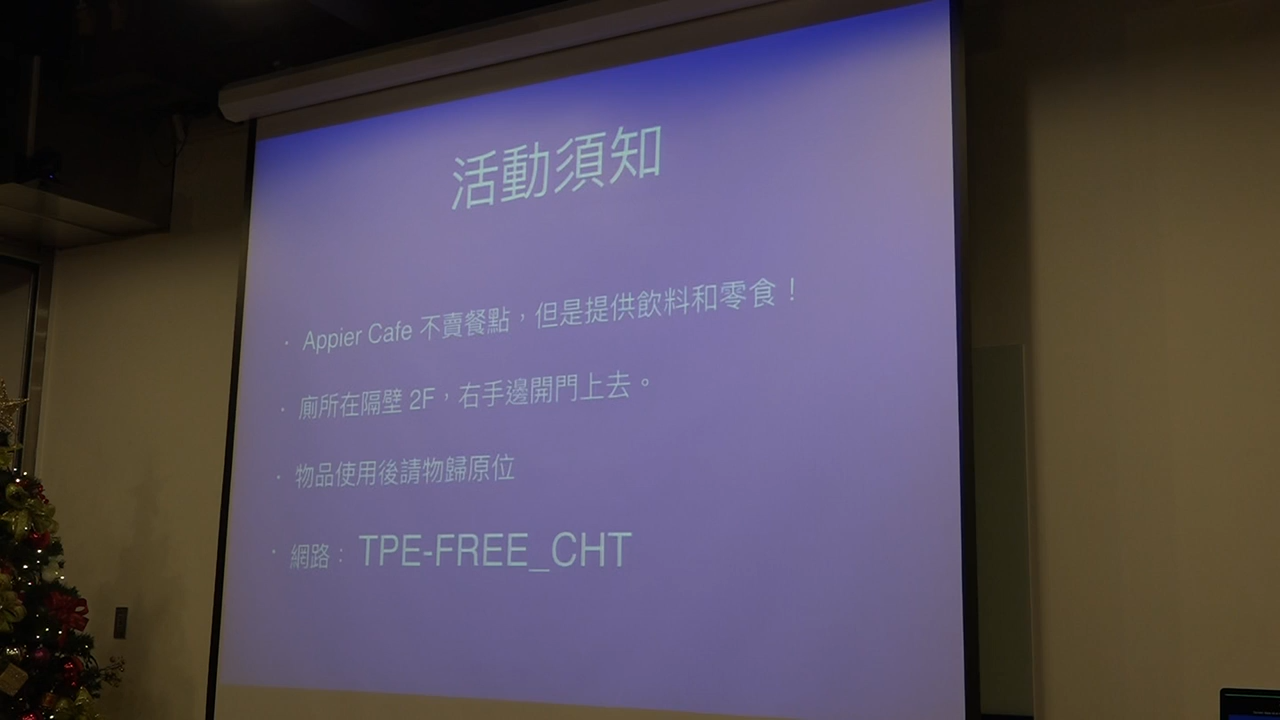 活動須知
· Appier Cafe 不賣餐點，但是提供飲料和零食！
· 廁所在隔壁 2F，右手邊開門上去。
· 物品使用後請物歸原位
· 網路： TPE-FREE_CHT